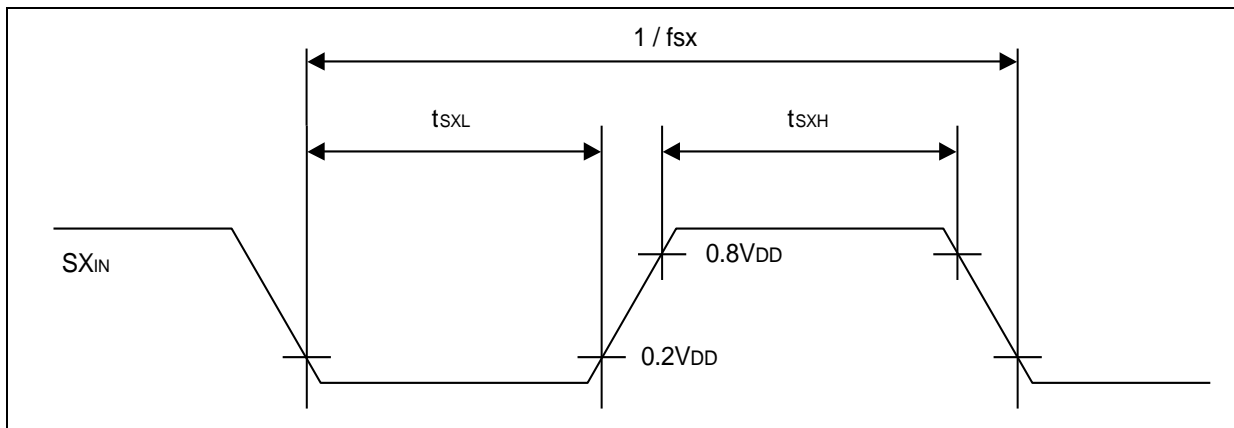 1 / fsx
tSXL
tSXH
SXIN
0.8VDD
0.2VDD